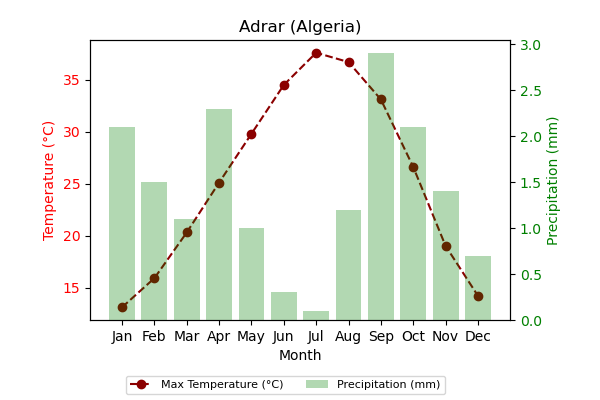 Adrar (Algeria)
Temperature (°C)
35
30
25
20
15
3.0
2.5
2.0
1.5
1.0
0.5
0.0
Precipitation (mm)
Jan Feb Mar Apr May Jun Jul Aug Sep Oct Nov Dec
Month
Max Temperature (°C) Precipitation (mm)